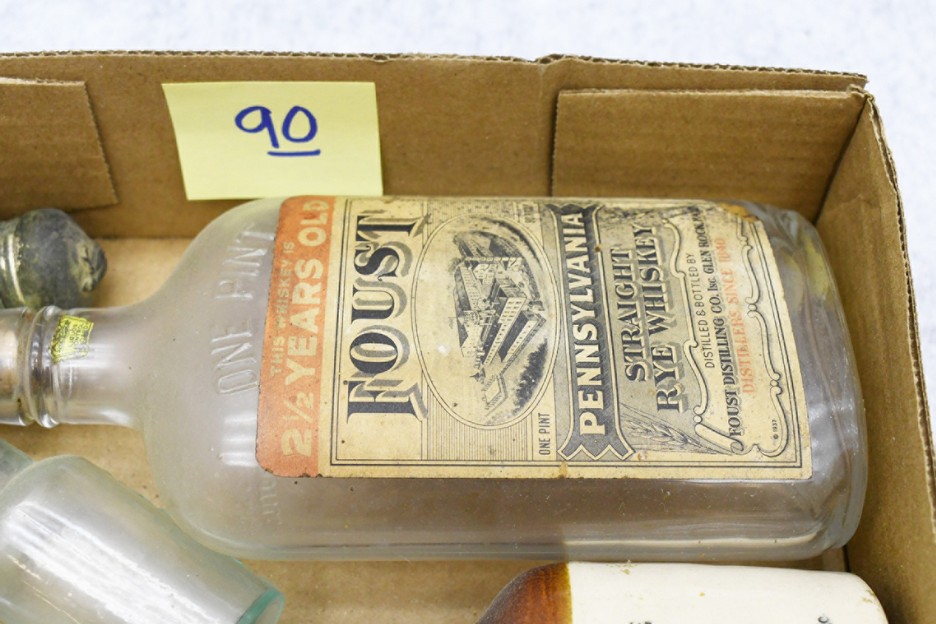 90
ONE PINT
THIS WHISKEY IS
2 1/2 YEARS OLD
FOUST
ONE PINT
PENNSYLVANIA
STRAIGHT
RYE WHISKEY
DISTILLED & BOTTLED BY
FOUST DISTILLING CO. Inc. GLEN ROCK,
DISTILLERS SINCE 1840
© 1933